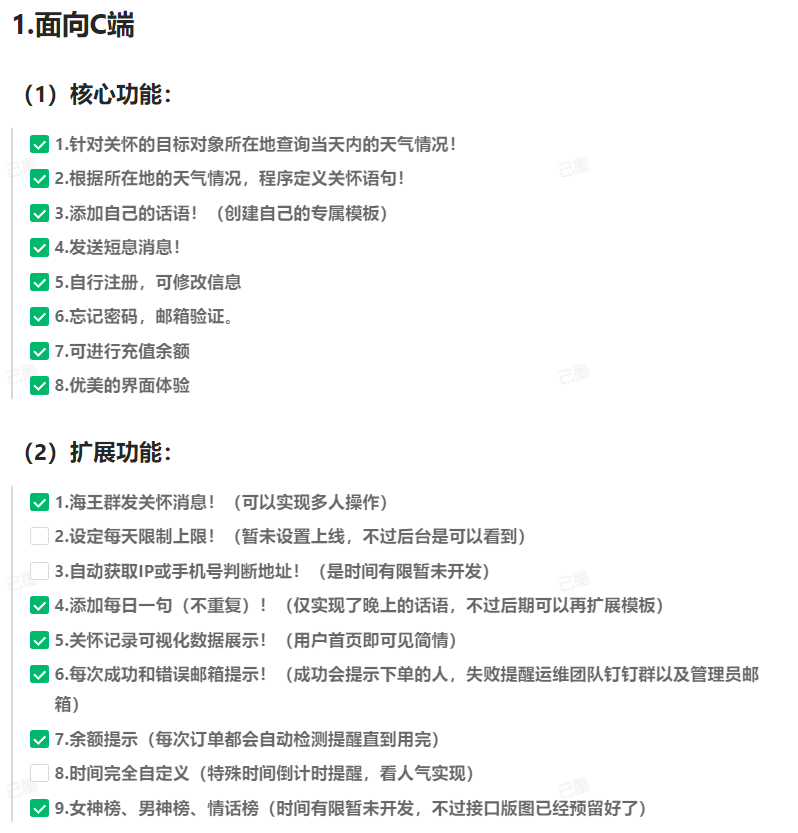 1.面向C端
（1）核心功能：
1.针对关怀的目标对象所在地查询当天内的天气情况！
2.根据所在地的天气情况，程序定义关怀语句！
3.添加自己的话语！（创建自己的专属模板）
4.发送短息消息！
5.自行注册，可修改信息
6.忘记密码，邮箱验证。
7.可进行充值余额
8.优美的界面体验
（2）扩展功能：
1.海王群发关怀消息！（可以实现多人操作）
2.设定每天限制上限！（暂未设置上线，不过后台是可以看到）
3.自动获取IP或手机号判断地址！（是时间有限暂未开发）
4.添加每日一句（不重复）！（仅实现了晚上的话语，不过后期可以再扩展模板）
5.关怀记录可视化数据展示！（用户首页即可见简情）
6.每次成功和错误邮箱提示！（成功会提示下单的人，失败提醒运维团队钉钉群以及管理员邮
箱）
7.余额提示（每次订单都会自动检测提醒直到用完）
8.时间完全自定义（特殊时间倒计时提醒，看人气实现）
9.女神榜、男神榜、情话榜（时间有限暂未开发，不过接口版图已经预留好了）
己墨
己墨
己墨
己墨
己墨
己墨
己墨
己墨